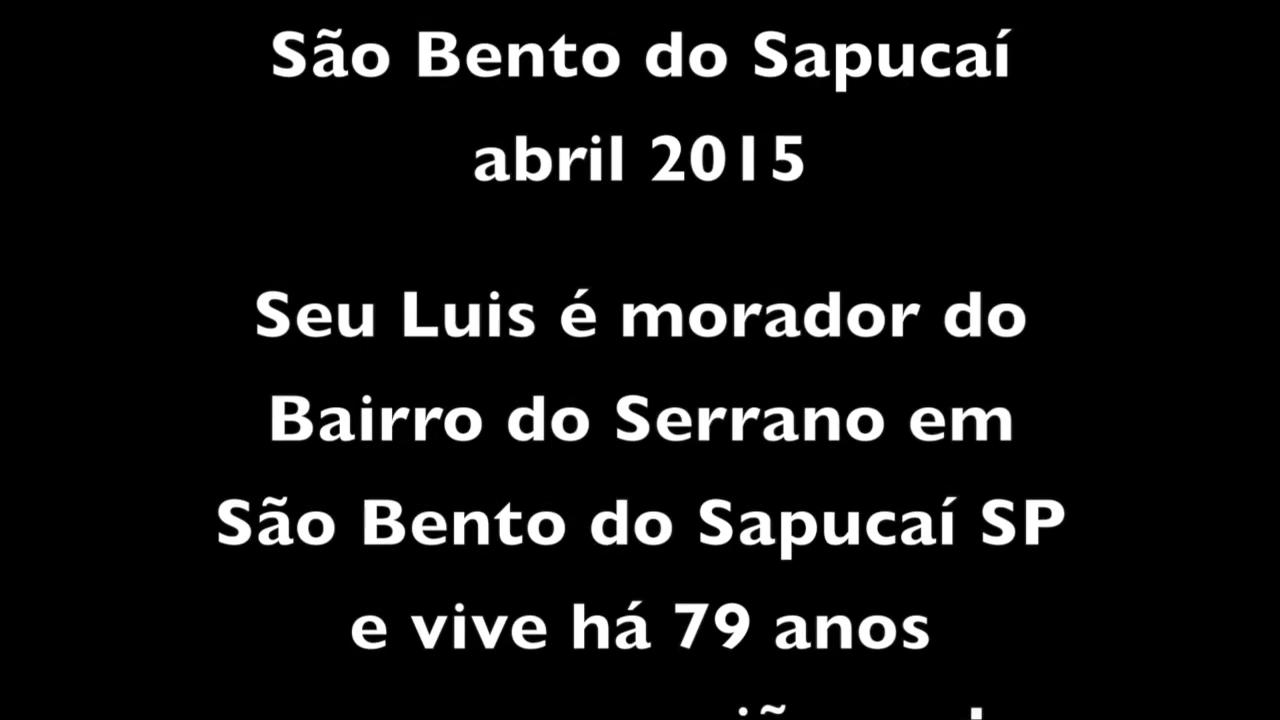 São Bento do Sapucaí
abril 2015
Seu Luis é morador do
Bairro do Serrano em
São Bento do Sapucaí SP
e vive há 79 anos